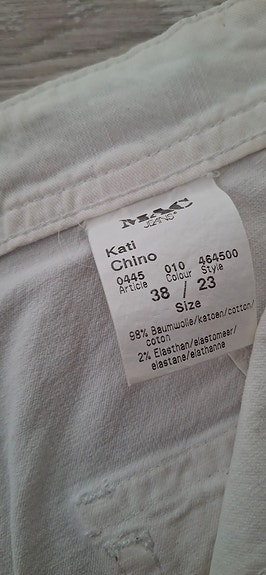 MAC
JEANS
Kati
Chino
0445 010 464500
Article Colour Style
38 / 23
Size
98% Baumwolle/katoen/cotton/
coton
2% Elasthan/elastomeer/
elastane/elathanne